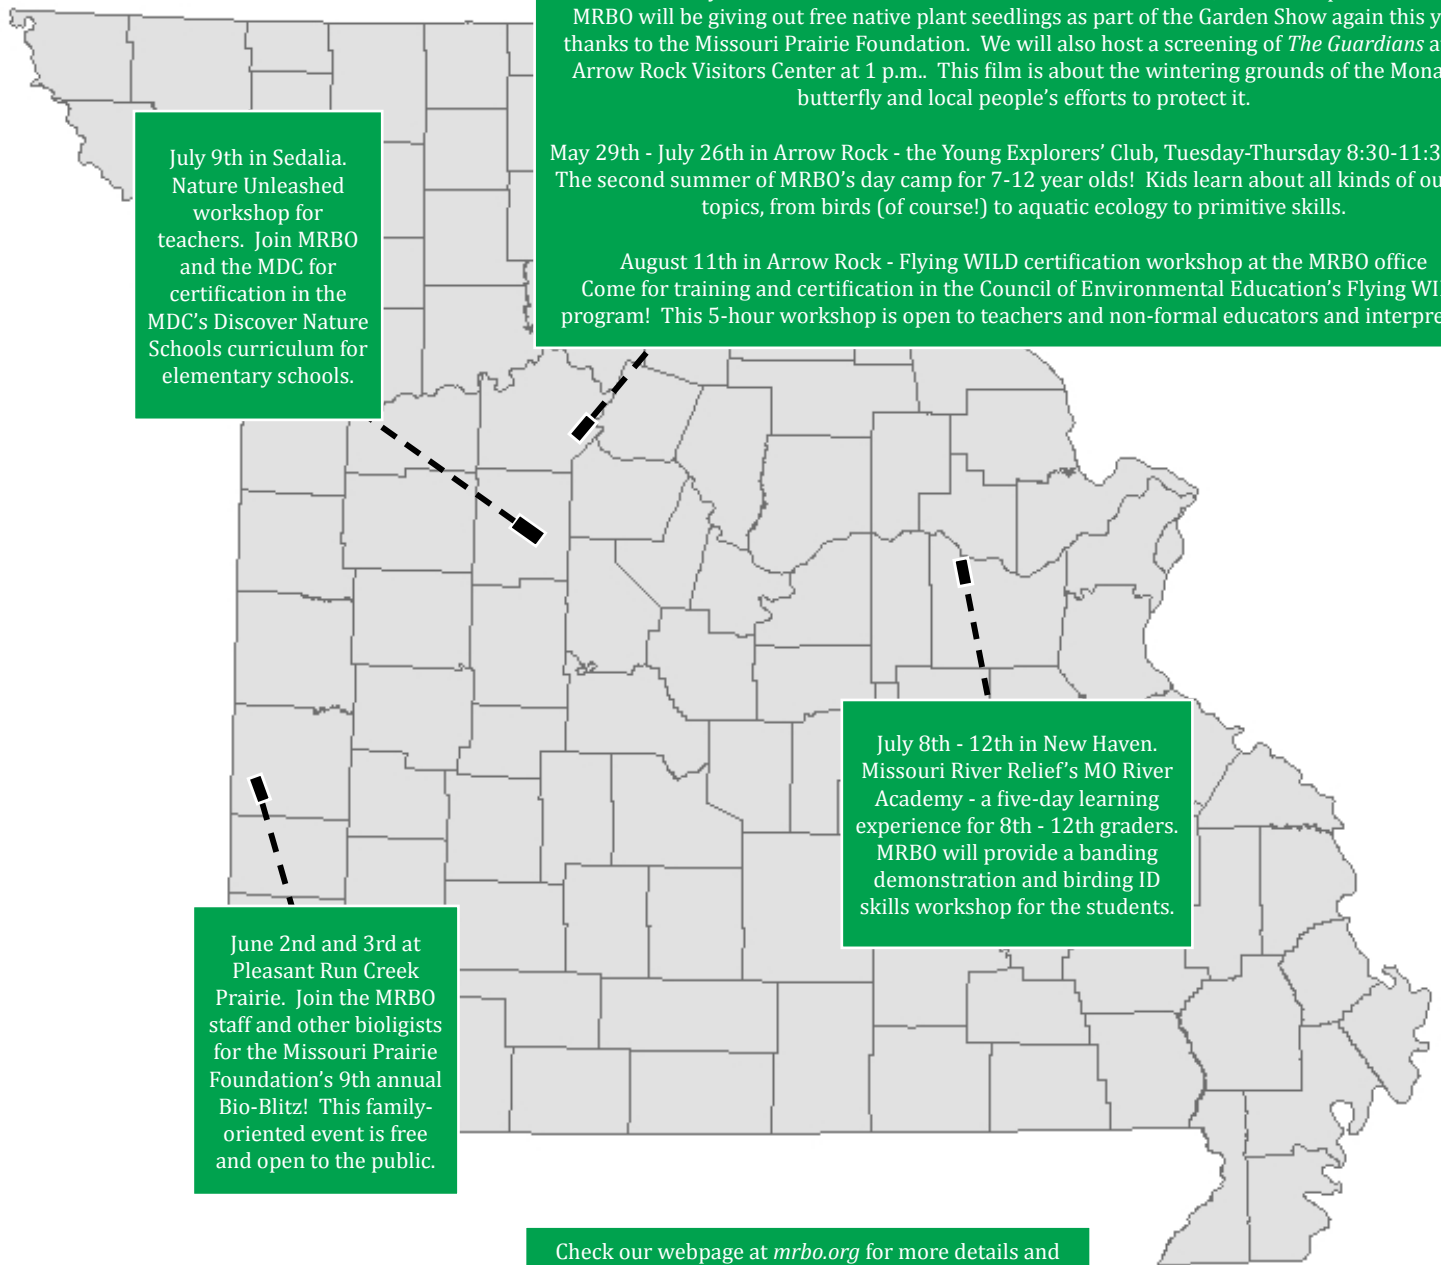 MRBO will be giving out free native plant seedlings as part of the Garden Show again this
thanks to the Missouri Prairie Foundation. We will also host a screening of The Guardians
Arrow Rock Visitors Center at 1 p.m.. This film is about the wintering grounds of the
butterfly and local people's efforts to protect it.
May 29th - July 26th in Arrow Rock - the Young Explorers' Club, Tuesday-Thursday
The second summer of MRBO's day camp for 7-12 year olds! Kids learn about all kinds of
topics, from birds (of course!) to aquatic ecology to primitive skills.
August 11th in Arrow Rock - Flying WILD certification workshop at the MRBO office
Come for training and certification in the Council of Environmental Education's Flying
program! This 5-hour workshop is open to teachers and non-formal educators and
July 9th in Sedalia.
Nature Unleashed
workshop for
teachers. Join MRBO
and the MDC for
certification in the
MDC's Discover Nature
Schools curriculum for
elementary schools.
July 8th - 12th in New Haven.
Missouri River Relief's MO River
Academy - a five-day learning
experience for 8th - 12th graders.
MRBO will provide a banding
demonstration and birding ID
skills workshop for the students.
June 2nd and 3rd at
Pleasant Run Creek
Prairie. Join the MRBO
staff and other bioligists
for the Missouri Prairie
Foundation's 9th annual
Bio-Blitz! This family-
oriented event is free
and open to the public.
Check our webpage at mrbo.org for more details and